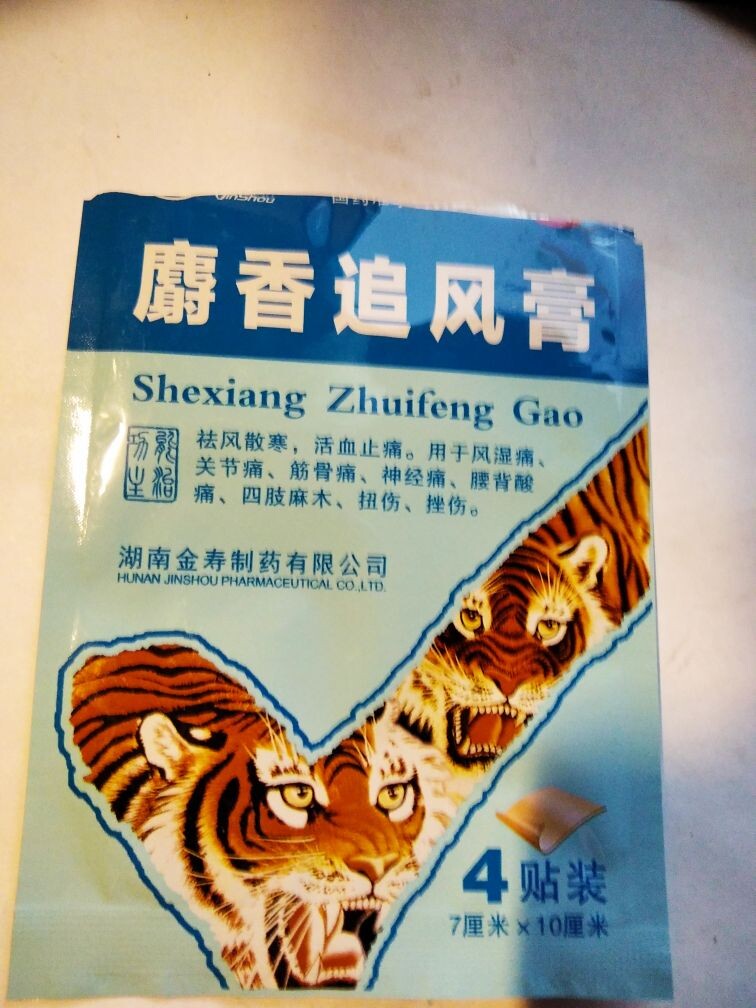 Jinshou
麝香追风膏
Shexiang Zhuifeng Gao
祛风散寒，活血止痛。用于风湿痛、
关节痛、筋骨痛、神经痛、腰背酸
痛、四肢麻木、扭伤、挫伤。
湖南金寿制药有限公司
HUNAN JINSHOU PHARMACEUTICAL CO.,LTD.
4贴装
7厘米×10厘米